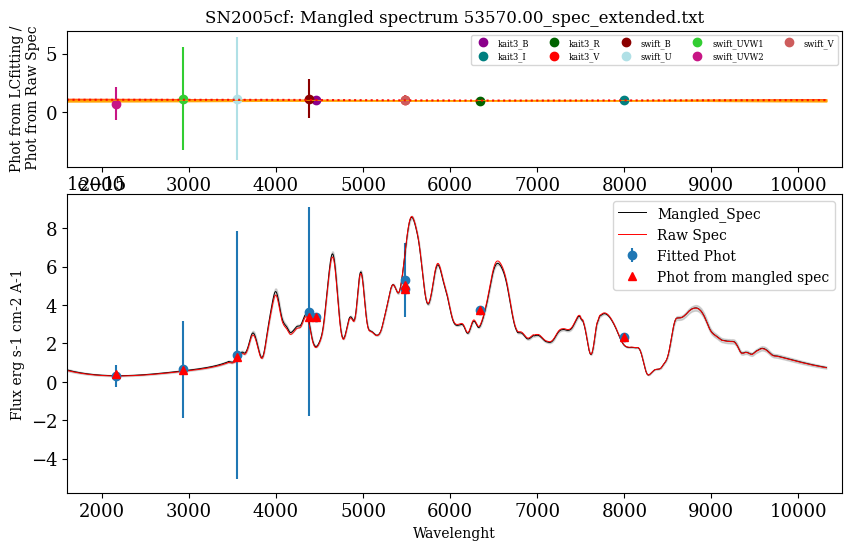 SN2005cf: Mangled spectrum 53570.00_spec_extended.txt
Phot from LCfitting /
Phot from Raw Spec
5
0
kait3_B kait3_R swift_B swift_UVW1 swift_V
kait3_I kait3_V swift_U swift_UVW2
2000 3000 4000 5000 6000 7000 8000 9000 10000
1e−15
Flux erg s-1 cm-2 A-1
8
6
4
2
0
−2
−4
Mangled_Spec
Raw Spec
Fitted Phot
Phot from mangled spec
2000 3000 4000 5000 6000 7000 8000 9000 10000
Wavelenght